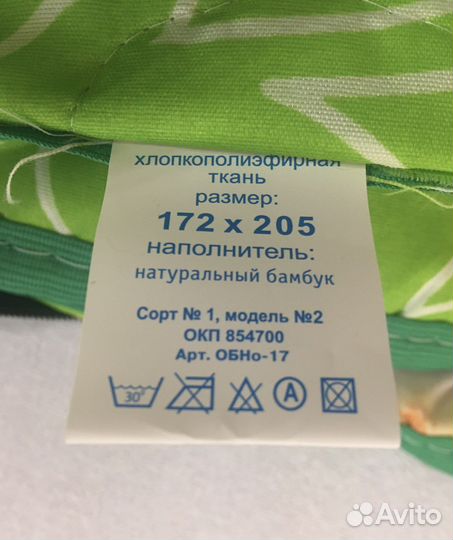 хлопкополиэфирная
ткань
размер:
172 x 205
наполнитель:
натуральный бамбук
Сорт № 1, модель №2
ОКП 854700
Арт. ОБНо-17
30°
A
Avito